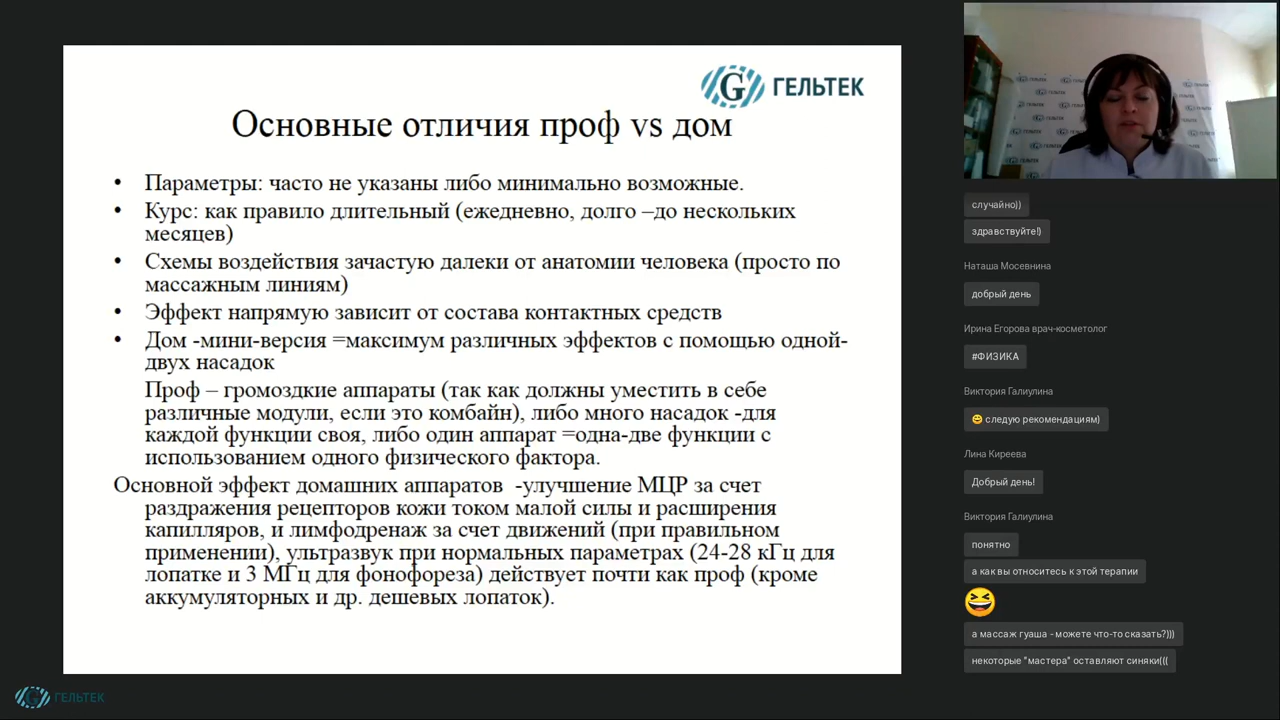 ГЕЛЬТЕК
Основные отличия проф vs дом
• Параметры: часто не указаны либо минимально возможные.
• Курс: как правило длительный (ежедневно, долго –до нескольких
месяцев)
• Схемы воздействия зачастую далеки от анатомии человека (просто по
массажным линиям)
• Эффект напрямую зависит от состава контактных средств
• Дом -мини-версия =максимум различных эффектов с помощью одной-
двух насадок
Проф – громоздкие аппараты (так как должны уместить в себе
различные модули, если это комбайн), либо много насадок -для
каждой функции своя, либо один аппарат =одна-две функции с
использованием одного физического фактора.
Основной эффект домашних аппаратов -улучшение МЦР за счет
раздражения рецепторов кожи током малой силы и расширения
капилляров, и лимфодренаж за счет движений (при правильном
применении), ультразвук при нормальных параметрах (24-28 кГц для
лопатке и 3 МГц для фонофореза) действует почти как проф (кроме
аккумуляторных и др. дешевых лопаток).
ГЕЛЬТЕК
случайно))
здравствуйте!)
Наташа Мосевнина
добрый день
Ирина Егорова врач-косметолог
#ФИЗИКА
Виктория Галиулина
😄 следую рекомендациям)
Лина Киреева
Добрый день!
Виктория Галиулина
понятно
а как вы относитесь к этой терапии
а массаж гуаша - можете что-то сказать?)))
некоторые "мастера" оставляют синяки(((